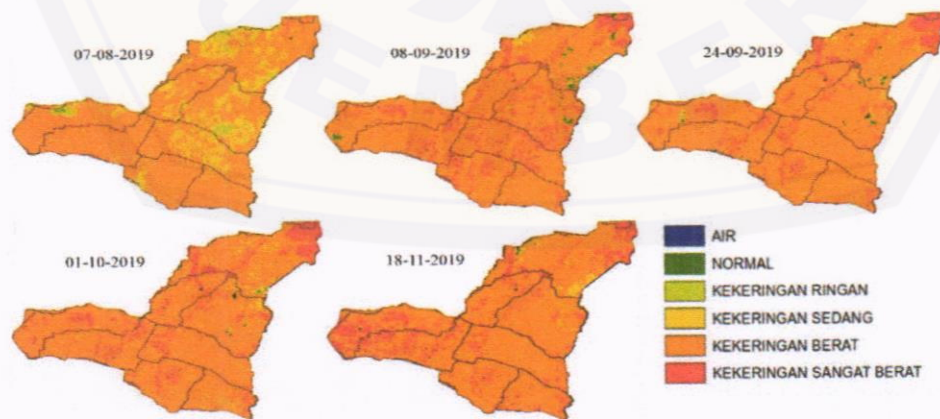 07-08-2019
08-09-2019
24-09-2019
01-10-2019
18-11-2019
AIR
NORMAL
KEKERINGAN RINGAN
KEKERINGAN SEDANG
KEKERINGAN BERAT
KEKERINGAN SANGAT BERAT